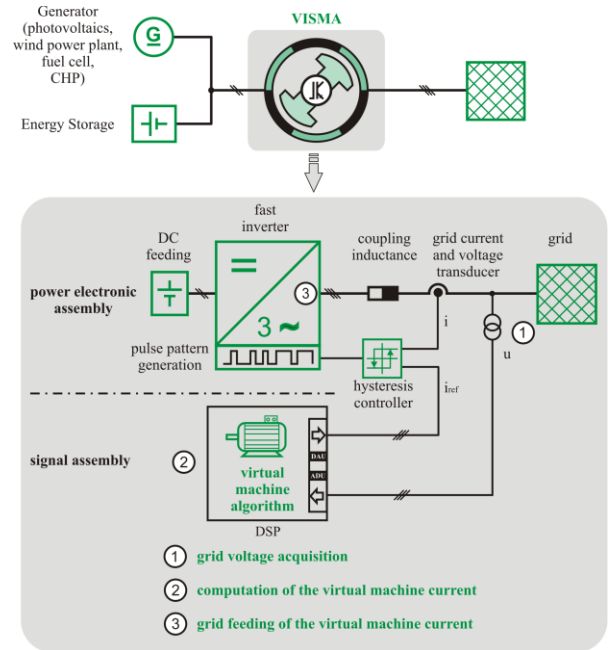 Generator
(photovoltaics,
wind power plant,
fuel cell,
CHP)
G
VISMA
Energy Storage
fast
inverter
DC
feeding
coupling
inductance
grid current
and voltage
transducer
grid
power electronic
assembly
3
3 ~
1
i
u
pulse pattern
generation
hysteresis
controller
iref
signal assembly
2
virtual
machine
algorithm
DAU
ADU
DSP
1 grid voltage acquisition
2 computation of the virtual machine current
3 grid feeding of the virtual machine current